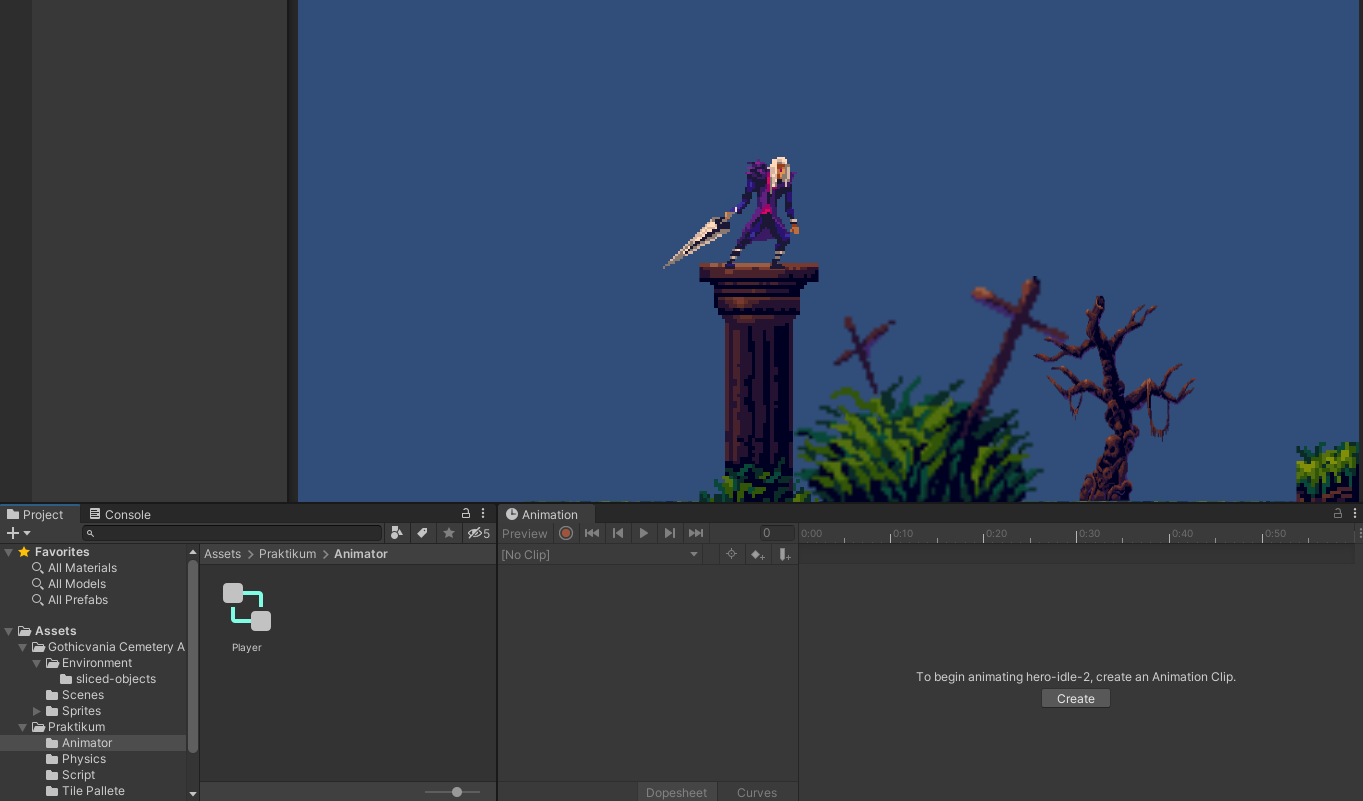 Project
Console
Animation
5
Preview
0
0:00
0:10
0:20
0:40
0:50
Favorites
Assets
Praktikum
Animator
[No Clip]
All Materials
All Models
All Prefabs
Player
Assets
Gothicvania Cemetery A
Environment
sliced-objects
Scenes
Sprites
Praktikum
Animator
Physics
Script
Tile Pallete
To begin animating hero-idle-2, create an Animation Clip.
Create
Dopesheet
Curves